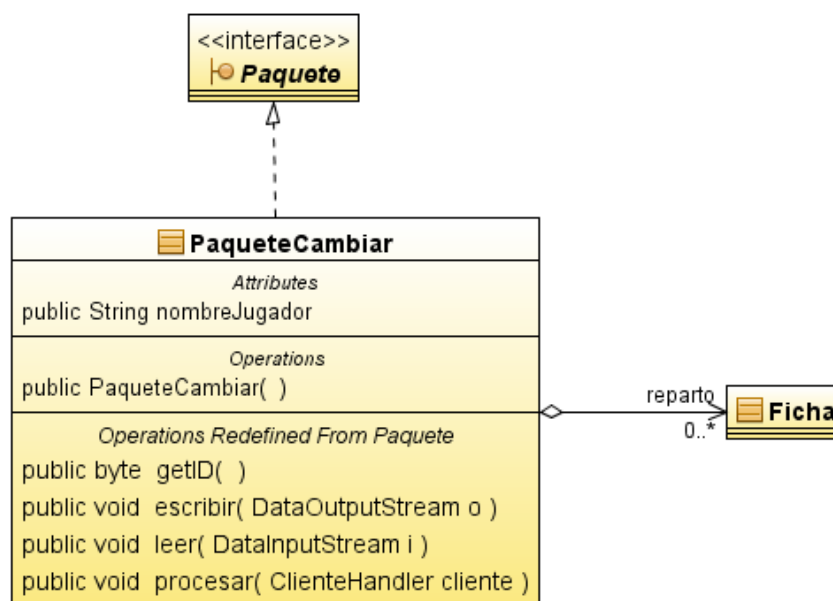 <<interface>>
Paquete
PaqueteCambiar
Attributes
public String nombreJugador
Operations
public PaqueteCambiar( )
Operations Redefined From Paquete
public byte getID( )
public void escribir( DataOutputStream o )
public void leer( DataInputStream i )
public void procesar( ClienteHandler cliente )
reparto
0..*
Ficha